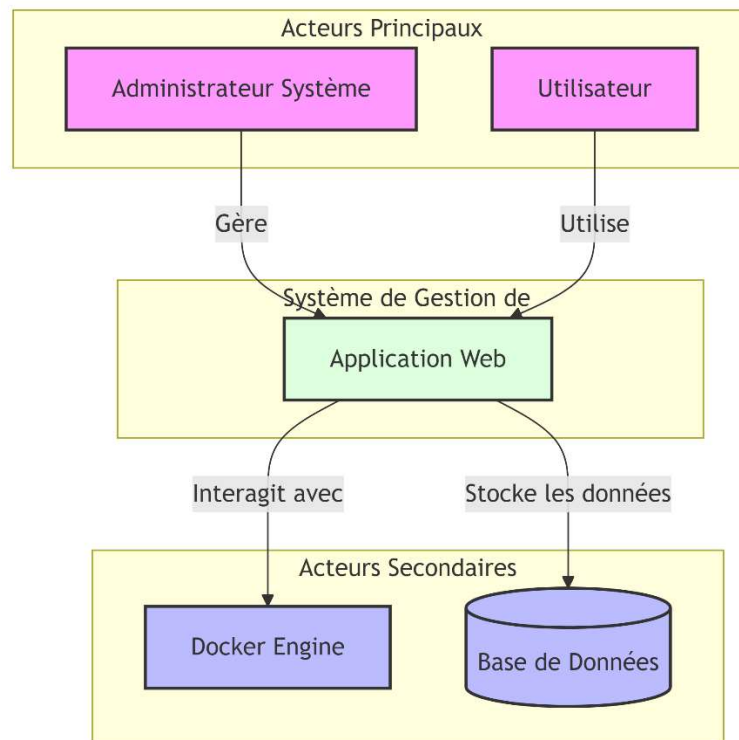 Acteurs Principaux
Administrateur Système
Utilisateur
Gère
Utilise
Système de Gestion de
Application Web
Interagit avec
Stocke les données
Acteurs Secondaires
Docker Engine
Base de Données